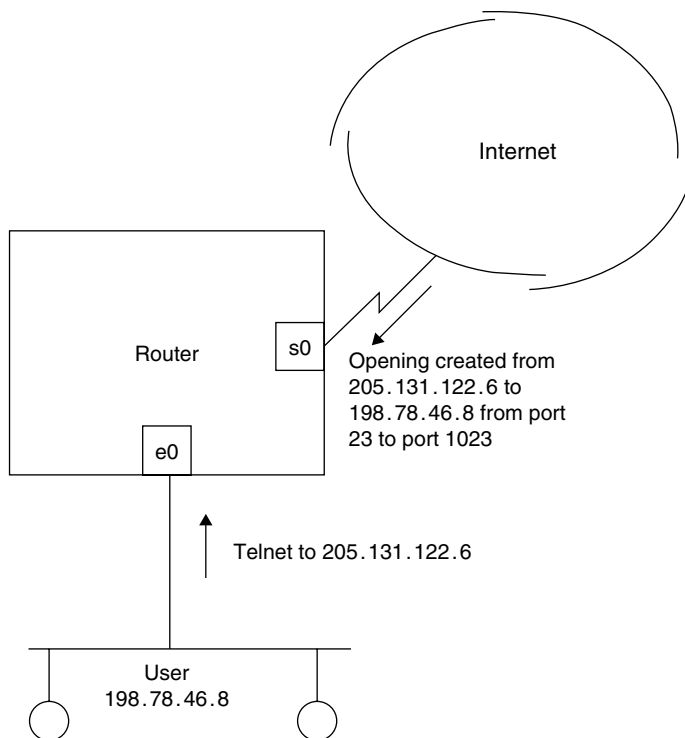 Internet
Router
s0
Opening created from
205.131.122.6 to
198.78.46.8 from port
23 to port 1023
e0
Telnet to 205.131.122.6
User
198.78.46.8